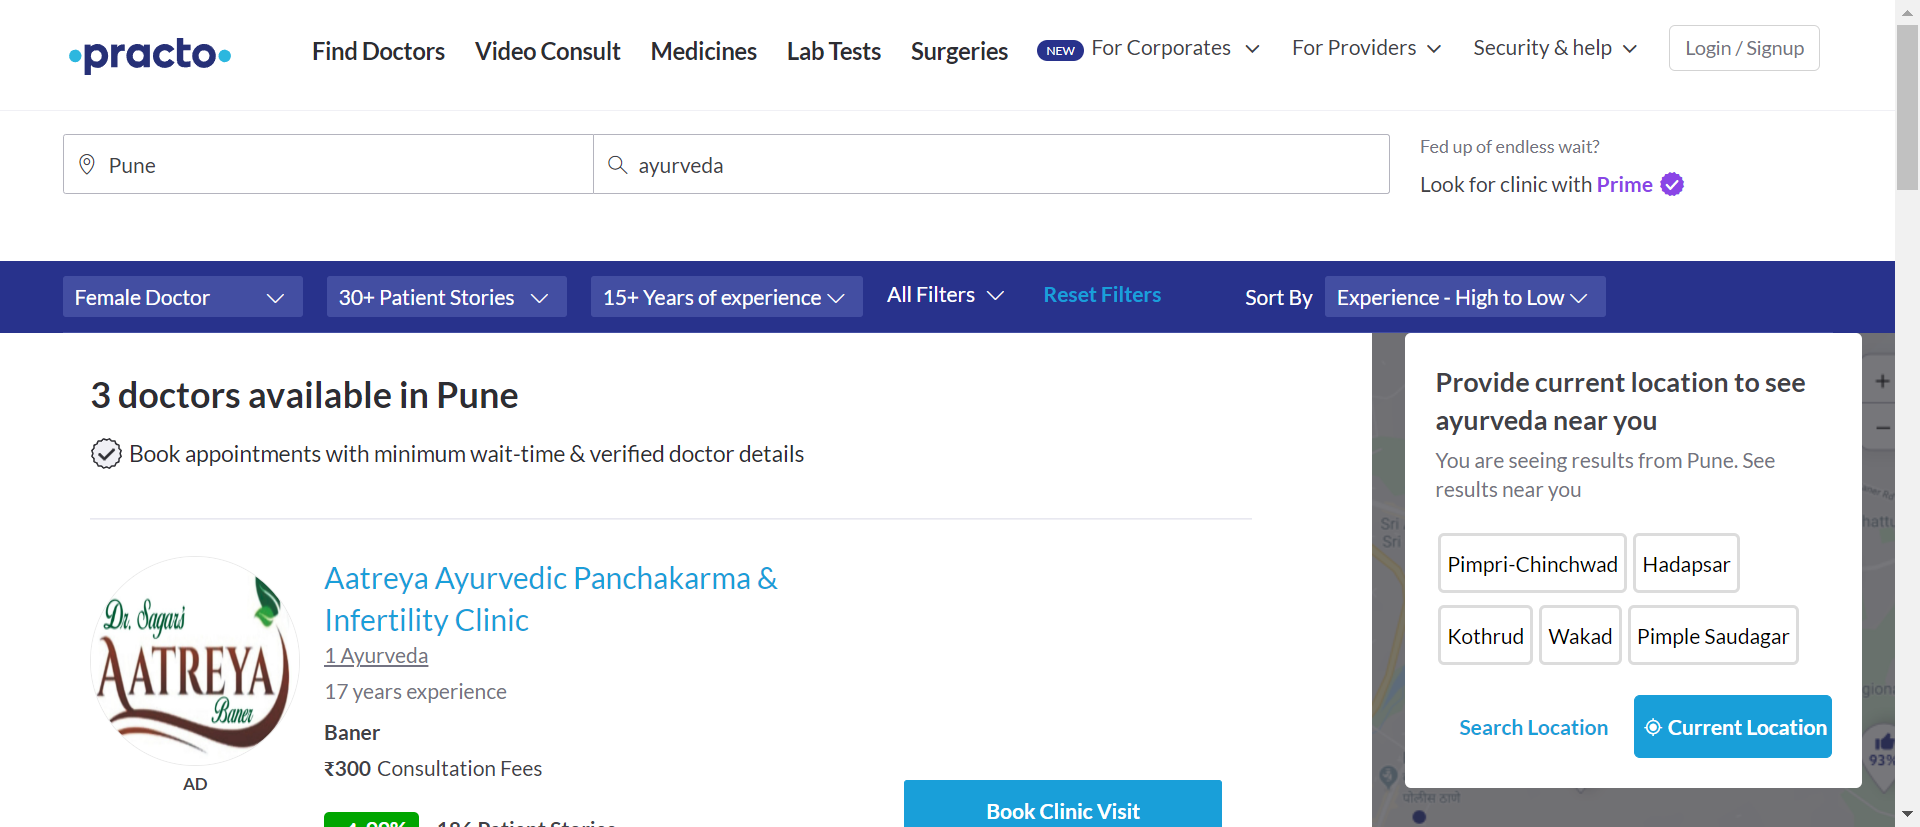 practo
Find Doctors
Video Consult
Medicines
Lab Tests
Surgeries
NEW For Corporates
For Providers
Security & help
Login / Signup
Pune
ayurveda
Fed up of endless wait?
Look for clinic with Prime
Female Doctor
30+ Patient Stories
15+ Years of experience
All Filters
Reset Filters
Sort By
Experience - High to Low
3 doctors available in Pune
Book appointments with minimum wait-time & verified doctor details
Dr. Sagar's
AATREYA
Baner
AD
Aatreya Ayurvedic Panchakarma &
Infertility Clinic
1 Ayurveda
17 years experience
Baner
₹300 Consultation Fees
Book Clinic Visit
Provide current location to see
ayurveda near you
You are seeing results from Pune. See
results near you
Pimpri-Chinchwad
Hadapsar
Kothrud
Wakad
Pimple Saudagar
Search Location
Current Location
Sri
Sri
93%
पोलीस ठाणे